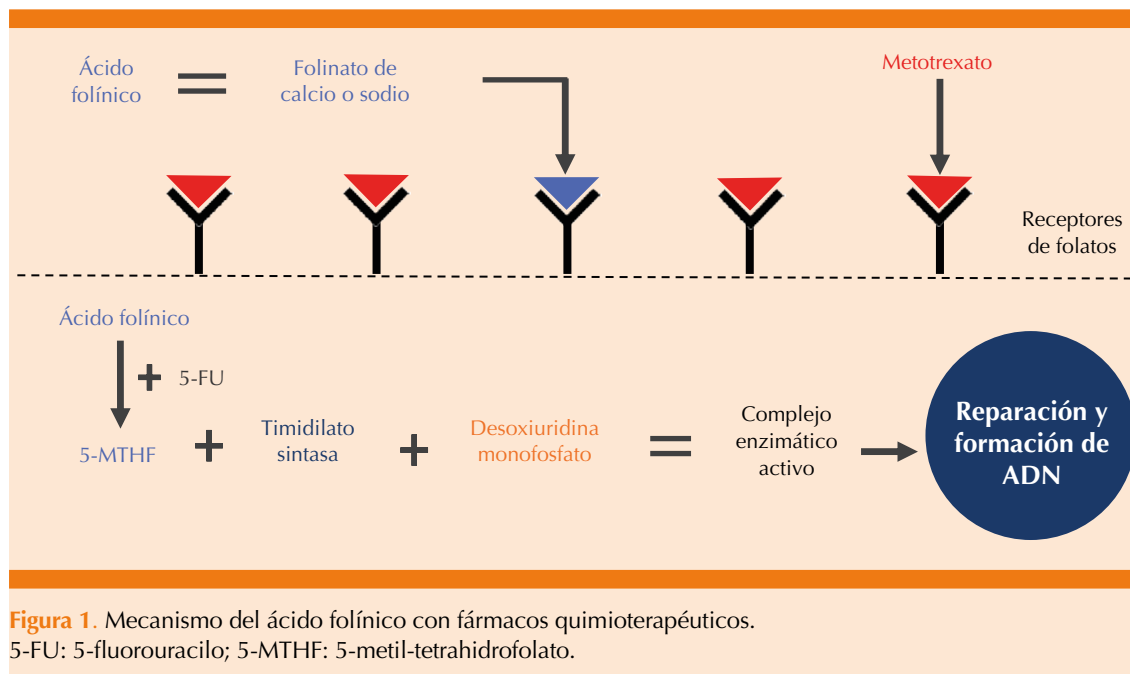 Ácido
folínico
=
Folinato de
calcio o sodio
Metotrexato
Receptores
de folatos
Ácido folínico
+ 5-FU
5-MTHF
+
Timidilato
sintasa
+
Desoxiuridina
monofosfato
=
Complejo
enzimático
activo
Reparación y
formación de
ADN
Figura 1. Mecanismo del ácido folínico con fármacos quimioterapéuticos.
5-FU: 5-fluorouracilo; 5-MTHF: 5-metil-tetrahidrofolato.